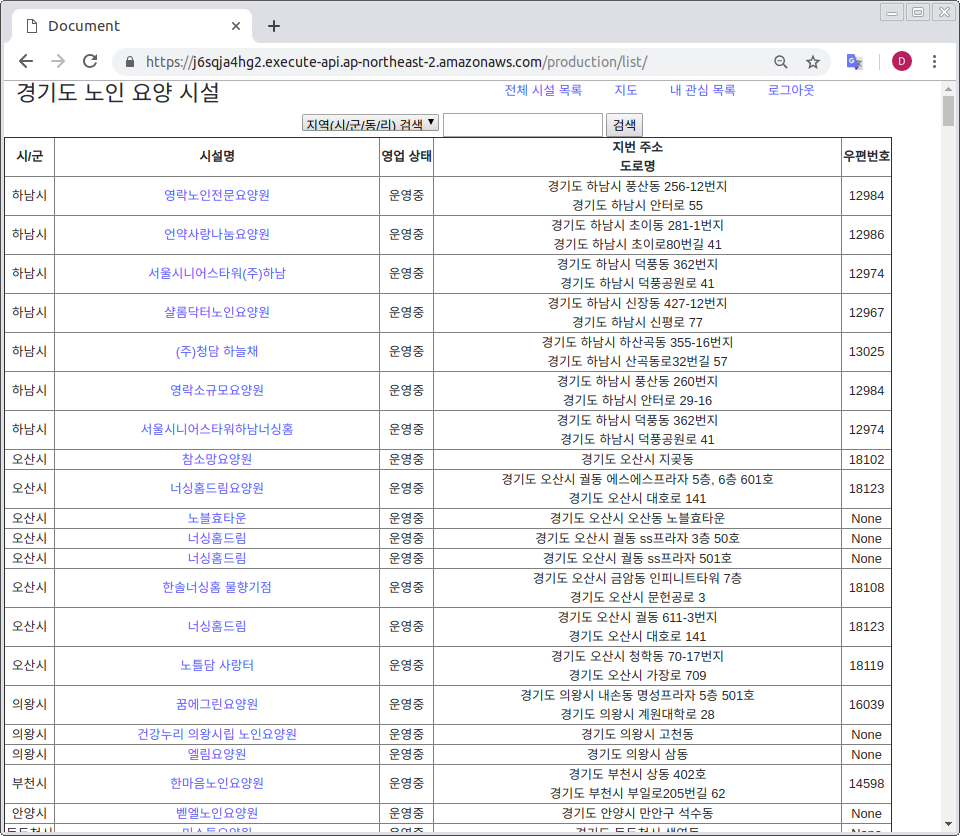 Document
https://j6sqja4hg2.execute-api.ap-northeast-2.amazonaws.com/production/list/
D
경기도 노인 요양 시설
전체 시설 목록 지도 내 관심 목록 로그아웃
지역(시/군/동/리) 검색 검색
시/군 시설명 영업 상태 지번 주소 우편번호
도로명
하남시 영락노인전문요양원 운영중 경기도 하남시 풍산동 256-12번지 12984
경기도 하남시 안터로 55
하남시 언약사랑나눔요양원 운영중 경기도 하남시 초이동 281-1번지 12986
경기도 하남시 초이로80번길 41
하남시 서울시니어스타워(주)하남 운영중 경기도 하남시 덕풍동 362번지 12974
경기도 하남시 덕풍공원로 41
하남시 샬롬닥터노인요양원 운영중 경기도 하남시 신장동 427-12번지 12967
경기도 하남시 신평로 77
하남시 (주)청담 하늘채 운영중 경기도 하남시 하산곡동 355-16번지 13025
경기도 하남시 산곡동로32번길 57
하남시 영락소규모요양원 운영중 경기도 하남시 풍산동 260번지 12984
경기도 하남시 안터로 29-16
하남시 서울시니어스타워하남너싱홈 운영중 경기도 하남시 덕풍동 362번지 12974
경기도 하남시 덕풍공원로 41
오산시 참소망요양원 운영중 경기도 오산시 지곶동 18102
오산시 너싱홈드림요양원 운영중 경기도 오산시 궐동 에스에스프라자 5층, 6층 601호 18123
경기도 오산시 대호로 141
오산시 노블효타운 운영중 경기도 오산시 오산동 노블효타운 None
오산시 너싱홈드림 운영중 경기도 오산시 궐동 ss프라자 3층 50호 None
오산시 너싱홈드림 운영중 경기도 오산시 궐동 ss프라자 501호 None
오산시 한솔너싱홈 물향기점 운영중 경기도 오산시 금암동 인피니트타워 7층 18108
경기도 오산시 문헌공로 3
오산시 너싱홈드림 운영중 경기도 오산시 궐동 611-3번지 18123
경기도 오산시 대호로 141
오산시 노틀담 사랑터 운영중 경기도 오산시 청학동 70-17번지 18119
경기도 오산시 가장로 709
의왕시 꿈에그린요양원 운영중 경기도 의왕시 내손동 명성프라자 5층 501호 16039
경기도 의왕시 계원대학로 28
의왕시 건강누리 의왕시립 노인요양원 운영중 경기도 의왕시 고천동 None
의왕시 엘림요양원 운영중 경기도 의왕시 삼동 None
부천시 한마음노인요양원 운영중 경기도 부천시 상동 402호 14598
경기도 부천시 부일로205번길 62
안양시 벧엘노인요양원 운영중 경기도 안양시 만안구 석수동 None